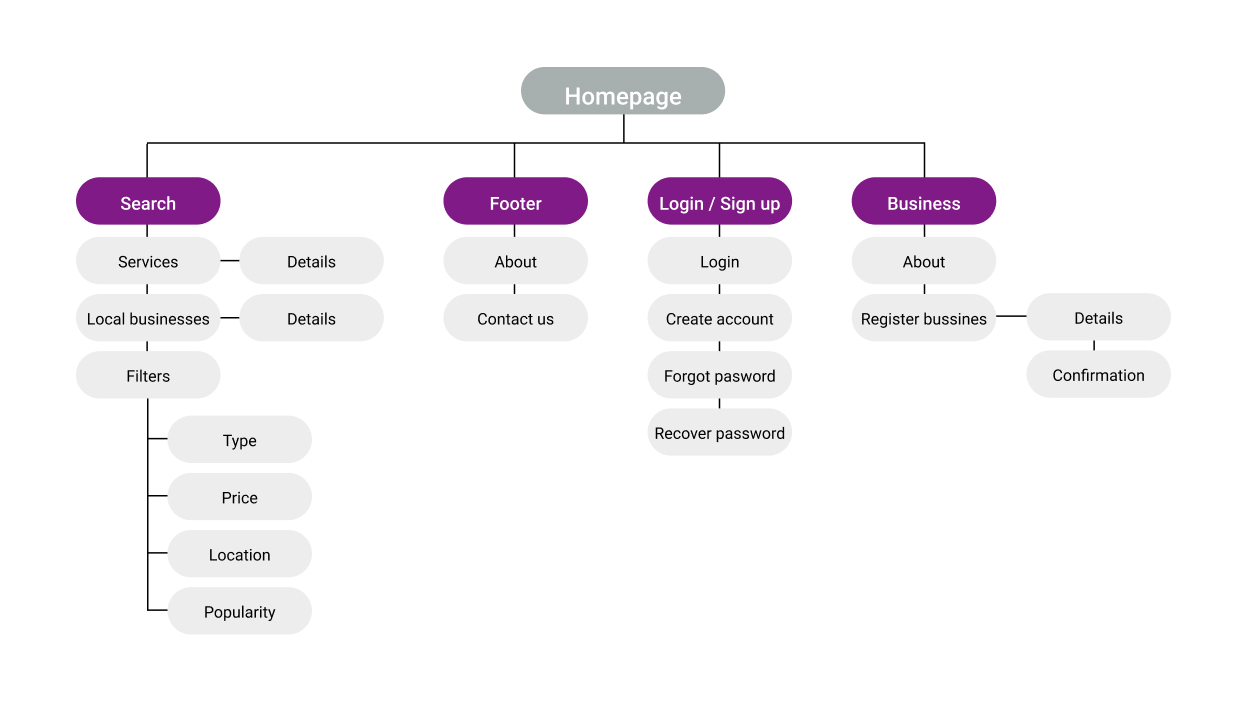 Homepage
Search
Footer
Login / Sign up
Business
Services
Details
About
Login
About
Local businesses
Details
Contact us
Create account
Register bussines
Details
Filters
Forgot pasword
Confirmation
Recover password
Type
Price
Location
Popularity